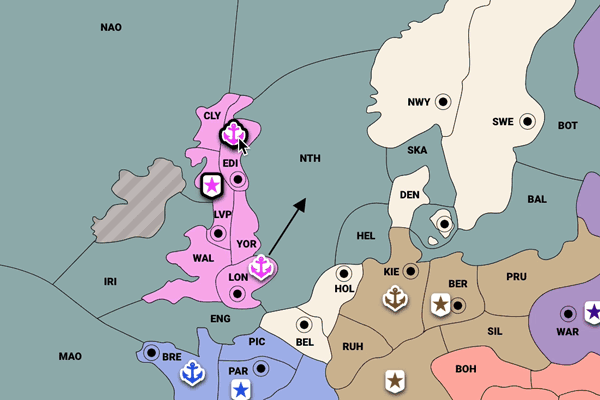 NAO
CLY
NWY
SWE
BOT
SKA
NTH
EDI
DEN
BAL
LVP
HEL
YOR
WAL
KIE
PRU
LON
BER
HOL
IRI
ENG
SIL
WAR
PIC
BEL
RUH
MAO
BRE
PAR
BOH